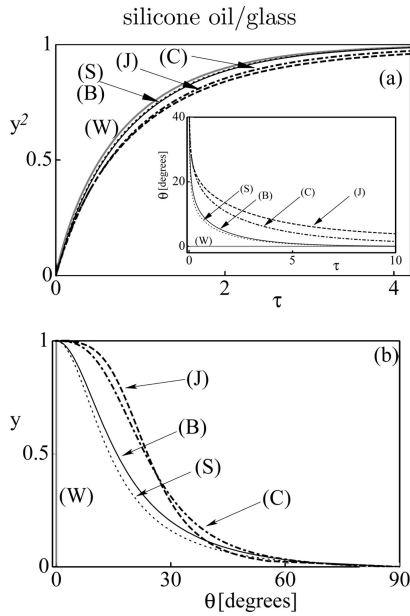 silicone oil/glass
1
(J)
(C)
(S)
(B)
(a)
y²
(W)
0.5
40
θ [degrees]
20
(S)
(B)
(C)
(J)
(W)
0
0
5
10
τ
0
0
2
4
τ
1
(b)
y
(J)
0.5
(B)
(S)
(W)
(C)
0
0
30
60
90
θ [degrees]